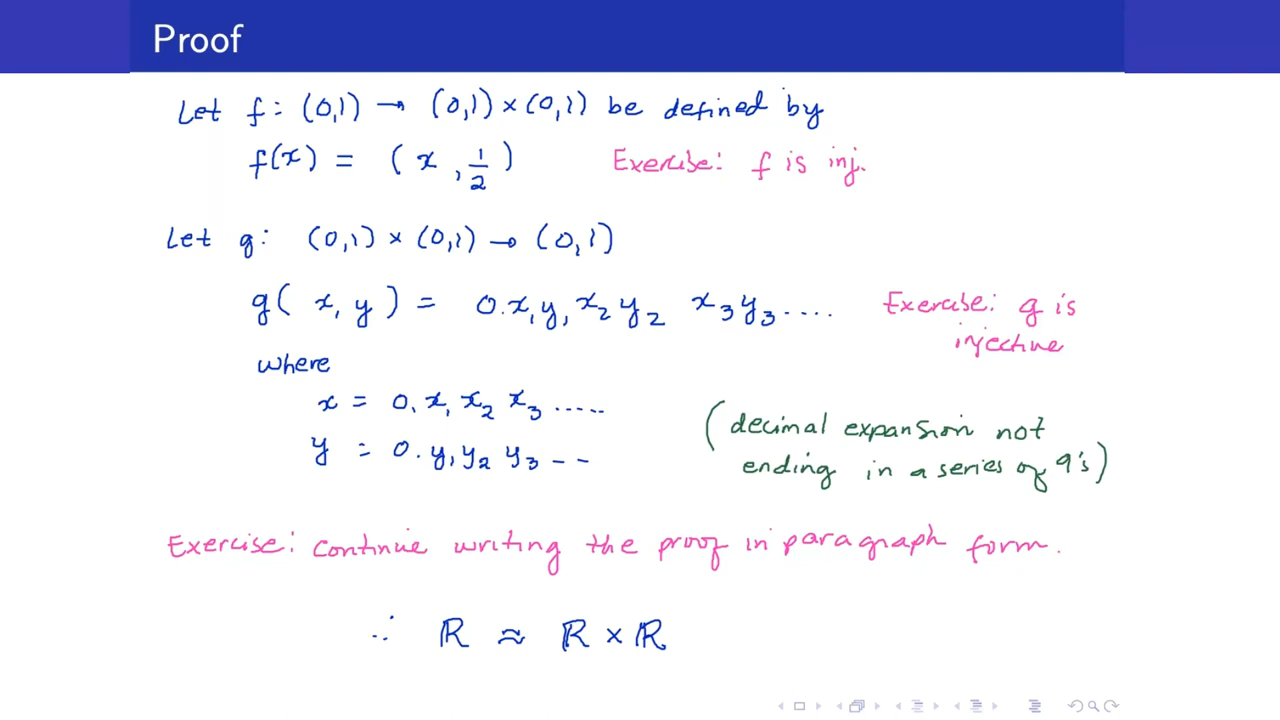 Proof
Let f: (0,1) → (0,1) × (0,1) be defined by
f(x) = (x, 1/2) Exercise: f is inj.
Let g: (0,1) × (0,1) → (0,1)
g(x, y) = 0.x₁y₁x₂y₂ x₃y₃.... Exercise: g is
injective
where
x = 0.x₁x₂x₃.....
y = 0.y₁y₂y₃--
(decimal expansion not
ending in a series of 9's)
Exercise: continue writing the proof in paragraph form.
∴ ℝ ≈ ℝ × ℝ